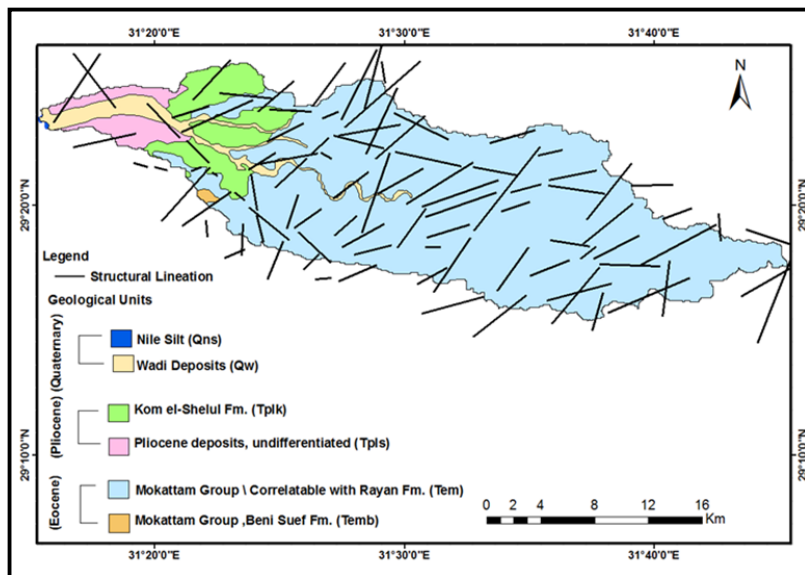 31°20'0"E 31°30'0"E 31°40'0"E
N
29°20'0"N 29°20'0"N
Legend
Structural Lineation
Geological Units
(Quaternary)
Nile Silt (Qns)
Wadi Deposits (Qw)
(Pliocene)
Kom el-Shelul Fm. (Tplk)
Pliocene deposits, undifferentiated (Tpls)
29°10'0"N 29°10'0"N
(Eocene)
Mokattam Group \ Correlatable with Rayan Fm. (Tem)
Mokattam Group ,Beni Suef Fm. (Temb)
0 2 4 8 12 16
Km
31°20'0"E 31°30'0"E 31°40'0"E